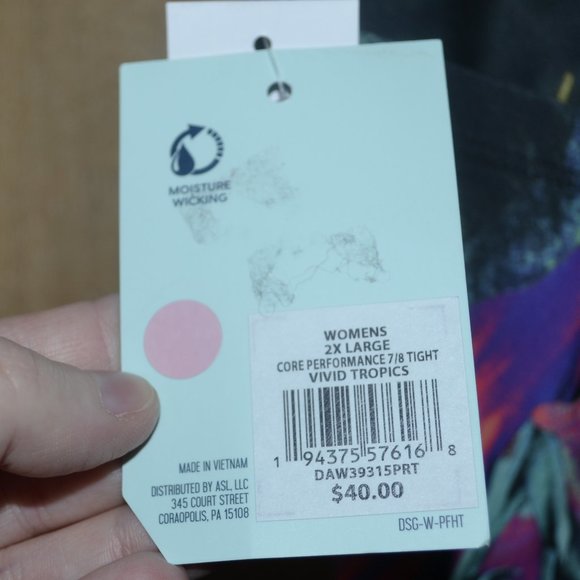 MOISTURE
WICKING
WOMENS
2X LARGE
CORE PERFORMANCE 7/8 TIGHT
VIVID TROPICS
1 94375 57616 8
DAW39315PRT
$40.00
MADE IN VIETNAM
DISTRIBUTED BY ASL, LLC
345 COURT STREET
CORAOPOLIS, PA 15108
DSG-W-PFHT